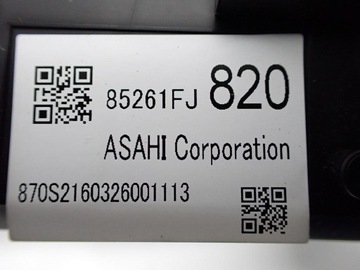 85261FJ 820
ASAHI Corporation
870S2160326001113